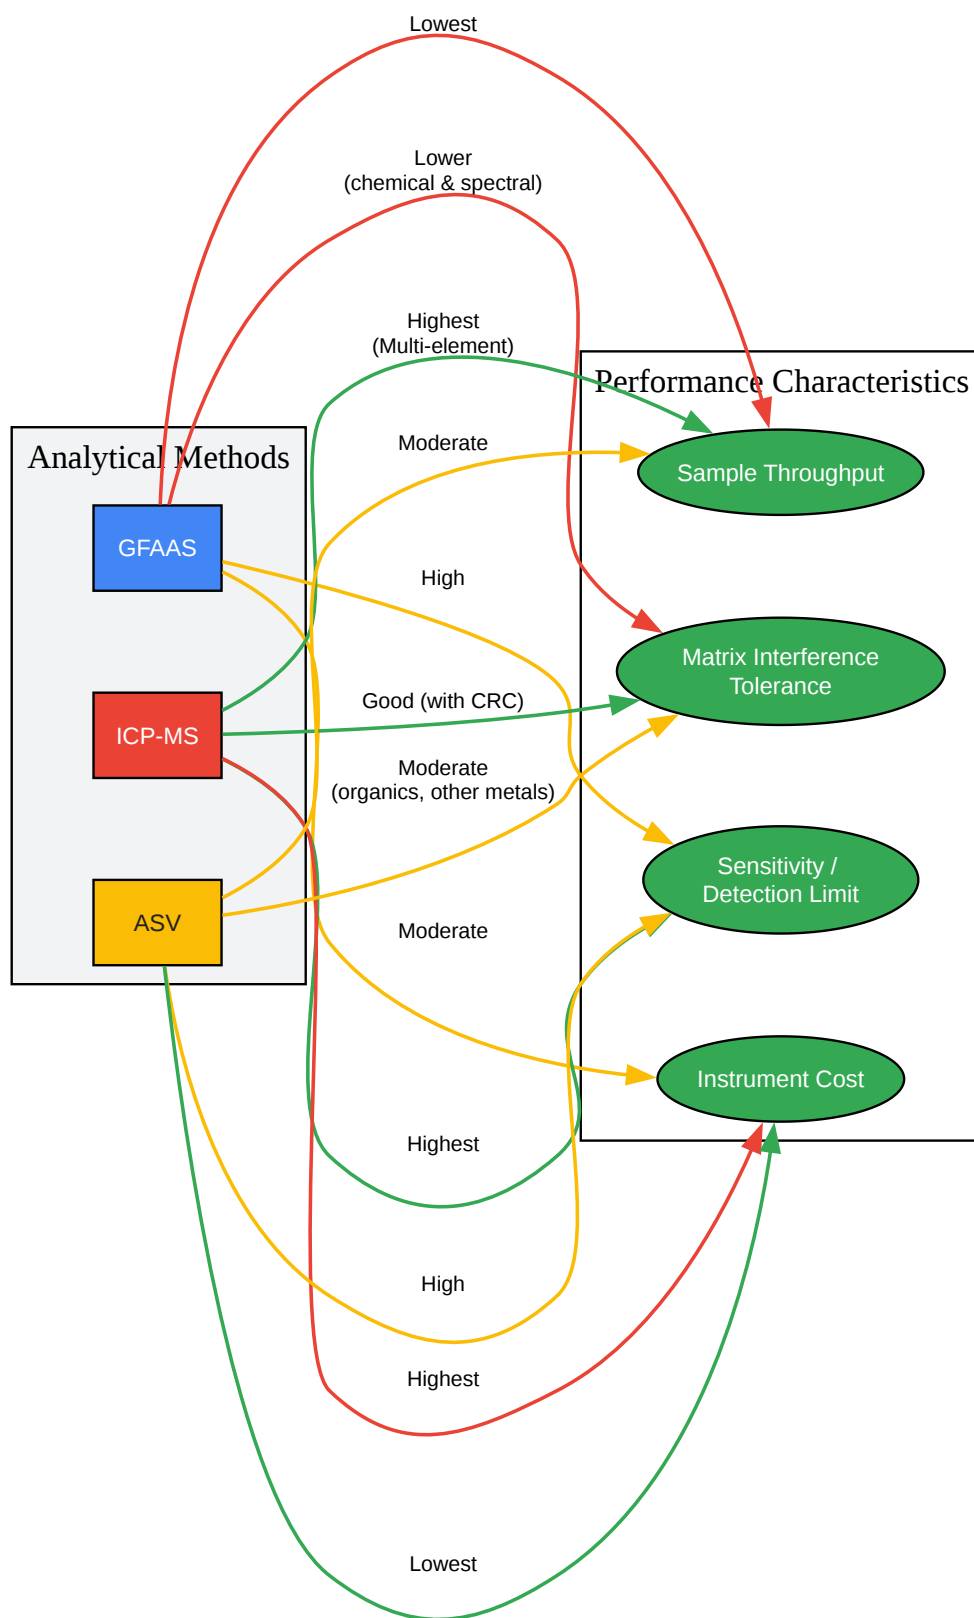 Lowest
Lower
(chemical & spectral)
Highest
(Multi-element)
Performance Characteristics
Analytical Methods
Moderate
Sample Throughput
GFAAS
High
Matrix Interference
Tolerance
Good (with CRC)
ICP-MS
Moderate
(organics, other metals)
Sensitivity /
Detection Limit
ASV
Moderate
Instrument Cost
Highest
High
Highest
Lowest